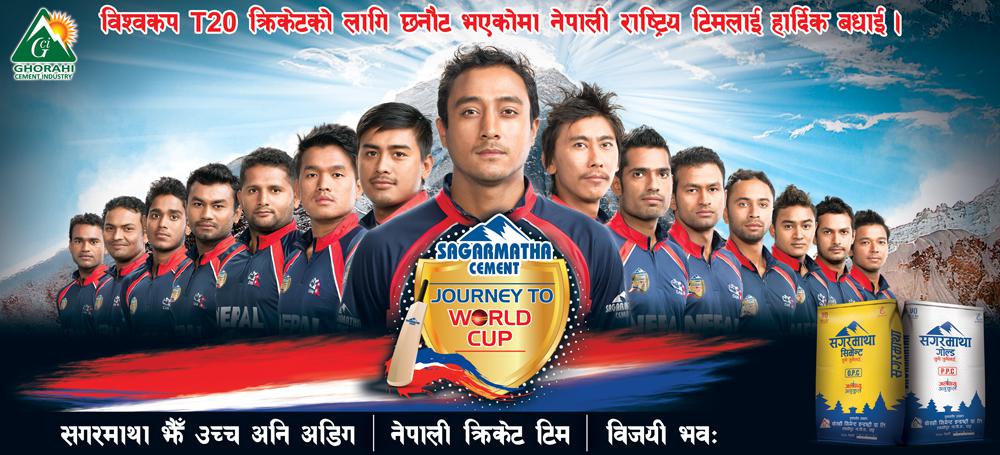 विश्वकप T20 क्रिकेटको लागि छनौट भएकोमा नेपाली राष्ट्रिय टिमलाई हार्दिक बधाई ।
GCi
GHORAHI
CEMENT INDUSTRY
NEPAL
SAGARMATHA
CEMENT
JOURNEY TO
WORLD
CUP
सगरमाथा
सिमेन्ट
O.P.C
सगरमाथा
सगरमाथा
गोल्ड
P.P.C
सगरमाथा झैँ उच्च अनि अडिग | नेपाली क्रिकेट टिम | विजयी भवः